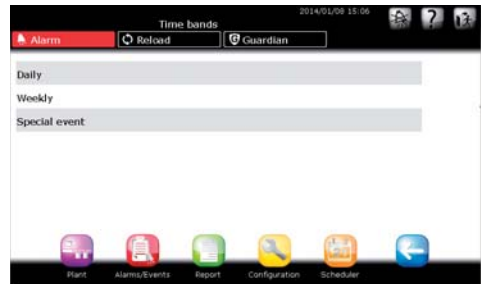 2014/01/09 15:06
Time bands
Alarm Reload Guardian
Daily
Weekly
Special event
Plant Alarms/Events Report Configuration Scheduler